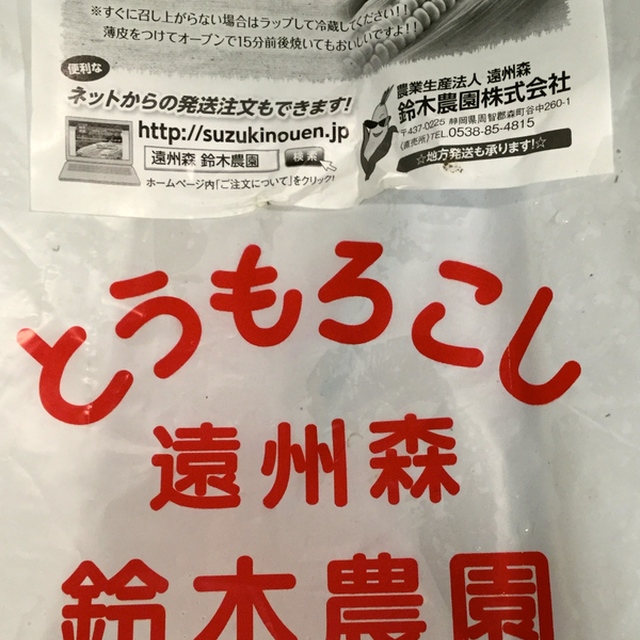 ※すぐに召し上がらない場合はラップして冷蔵してください!!
薄皮をつけてオーブンで15分前後焼いてもおいしいですよ!!
便利な
ネットからの発送注文もできます!
http://suzukinouen.jp
遠州森 鈴木農園 検索
ホームページ内「ご注文について」をクリック!
農業生産法人 遠州森
鈴木農園株式会社
〒437-0225 静岡県周智郡森町谷中260-1
(直売所)TEL0538-85-4815
☆地方発送も承ります!☆
とうもろこし
遠州森
鈴木農園